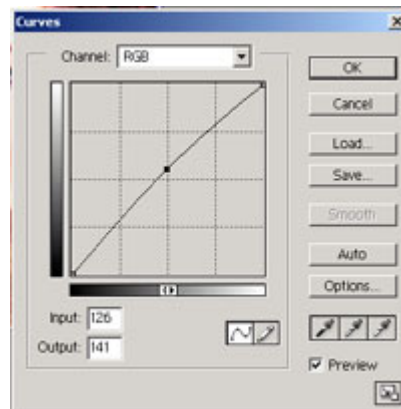 Curves
Channel: RGB
OK
Cancel
Load...
Save...
Smooth
Auto
Options...
Input: 126
Output: 141
Preview